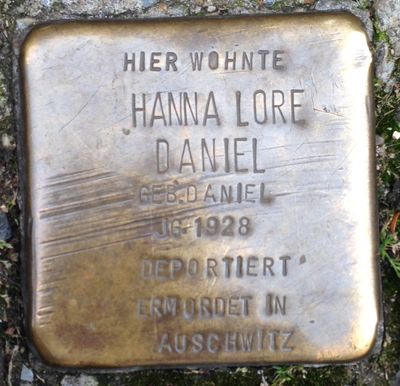 HIER WOHNTE
HANNA LORE
DANIEL
GEB. DANIEL
JG. 1928
DEPORTIERT
ERMORDET IN
AUSCHWITZ